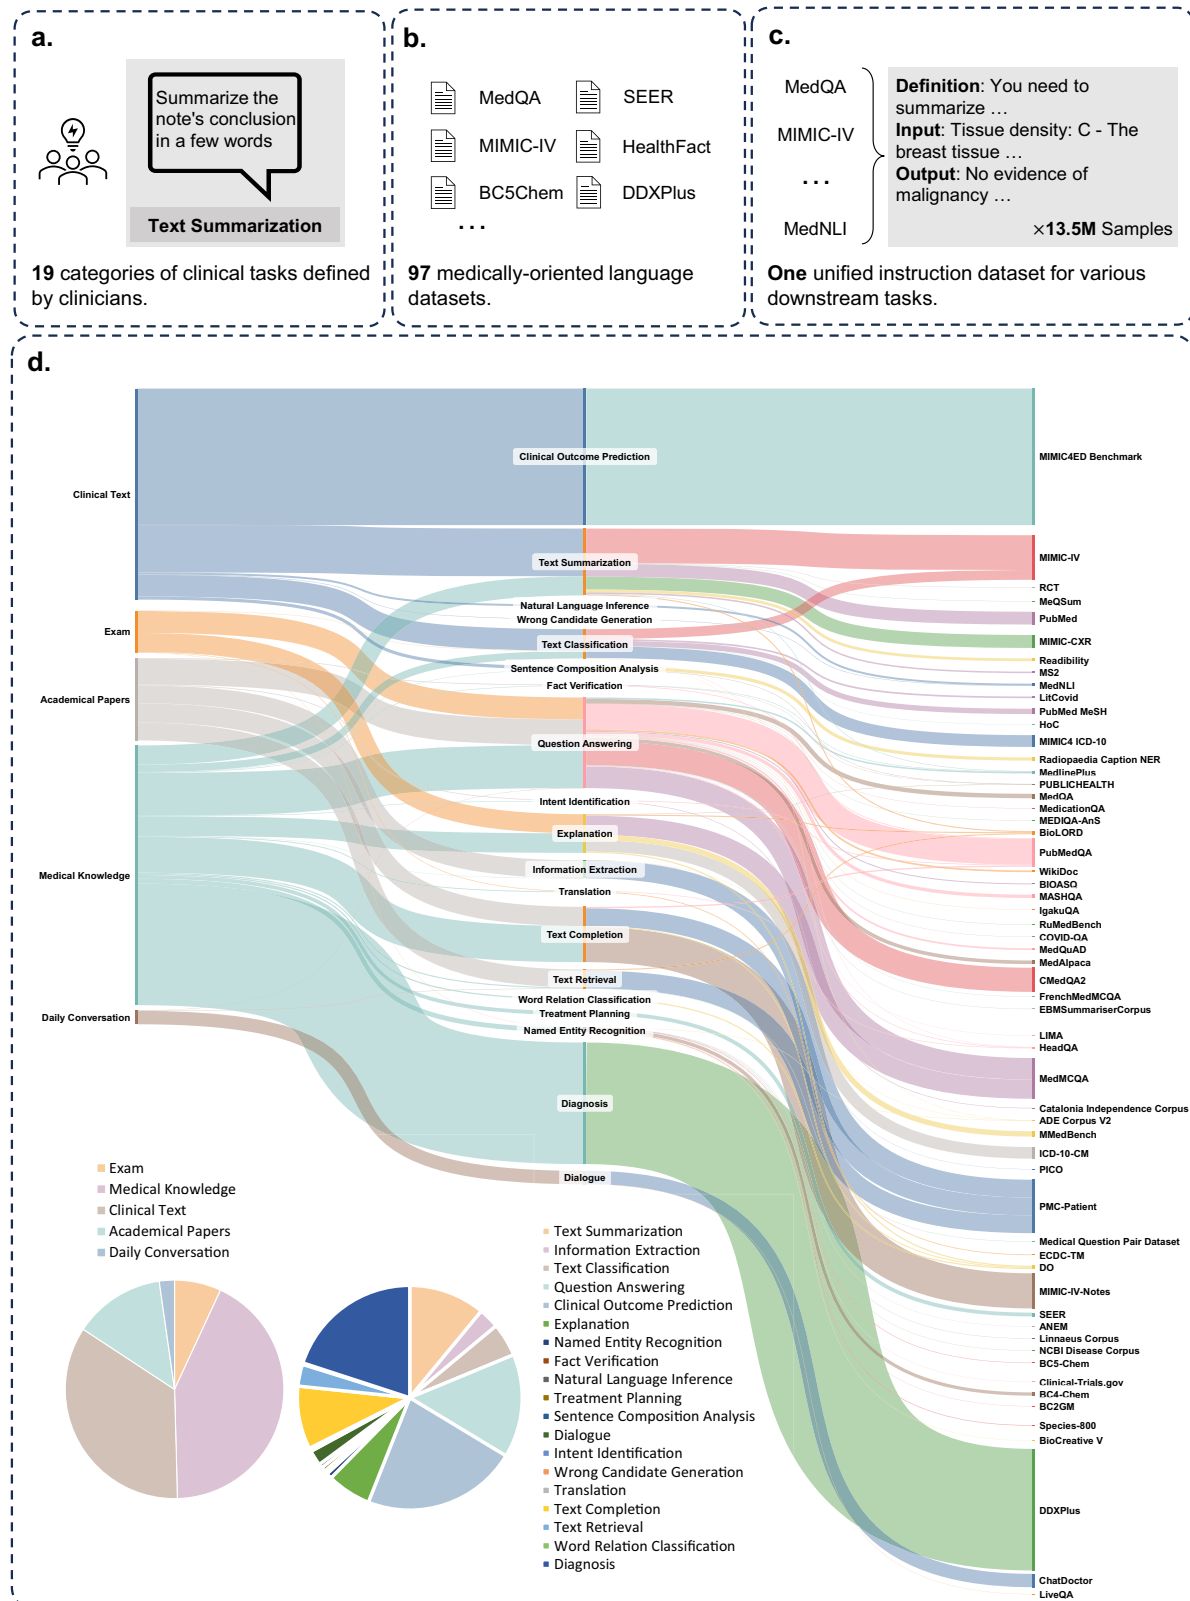 a.
Summarize the
note's conclusion
in a few words
Text Summarization
19 categories of clinical tasks defined
by clinicians.
b.
MedQA
SEER
MIMIC-IV
HealthFact
BC5Chem
DDXPlus
...
97 medically-oriented language
datasets.
c.
MedQA
MIMIC-IV
...
MedNLI
Definition: You need to
summarize ...
Input: Tissue density: C - The
breast tissue ...
Output: No evidence of
malignancy ...
×13.5M Samples
One unified instruction dataset for various
downstream tasks.
d.
Clinical Text
Exam
Academical Papers
Medical Knowledge
Daily Conversation
Clinical Outcome Prediction
Text Summarization
Natural Language Inference
Wrong Candidate Generation
Text Classification
Sentence Composition Analysis
Fact Verification
Question Answering
Intent Identification
Explanation
Information Extraction
Translation
Text Completion
Text Retrieval
Word Relation Classification
Treatment Planning
Named Entity Recognition
Diagnosis
Dialogue
MIMIC4ED Benchmark
MIMIC-IV
RCT
MeQSum
PubMed
MIMIC-CXR
Readibility
MS2
MedNLI
LitCovid
PubMed MeSH
HoC
MIMIC4 ICD-10
Radiopaedia Caption NER
MedlinePlus
PUBLICHEALTH
MedQA
MedicationQA
MEDIQA-AnS
BioLORD
PubMedQA
WikiDoc
BIOASQ
MASHQA
IgakuQA
RuMedBench
COVID-QA
MedQuAD
MedAlpaca
CMedQA2
FrenchMedMCQA
EBMSummariserCorpus
LIMA
HeadQA
MedMCQA
Catalonia Independence Corpus
ADE Corpus V2
MMedBench
ICD-10-CM
PICO
PMC-Patient
Medical Question Pair Dataset
ECDC-TM
DO
MIMIC-IV-Notes
SEER
ANEM
Linnaeus Corpus
NCBI Disease Corpus
BC5-Chem
Clinical-Trials.gov
BC4-Chem
BC2GM
Species-800
BioCreative V
DDXPlus
ChatDoctor
LiveQA
Exam
Medical Knowledge
Clinical Text
Academical Papers
Daily Conversation
Text Summarization
Information Extraction
Text Classification
Question Answering
Clinical Outcome Prediction
Explanation
Named Entity Recognition
Fact Verification
Natural Language Inference
Treatment Planning
Sentence Composition Analysis
Dialogue
Intent Identification
Wrong Candidate Generation
Translation
Text Completion
Text Retrieval
Word Relation Classification
Diagnosis